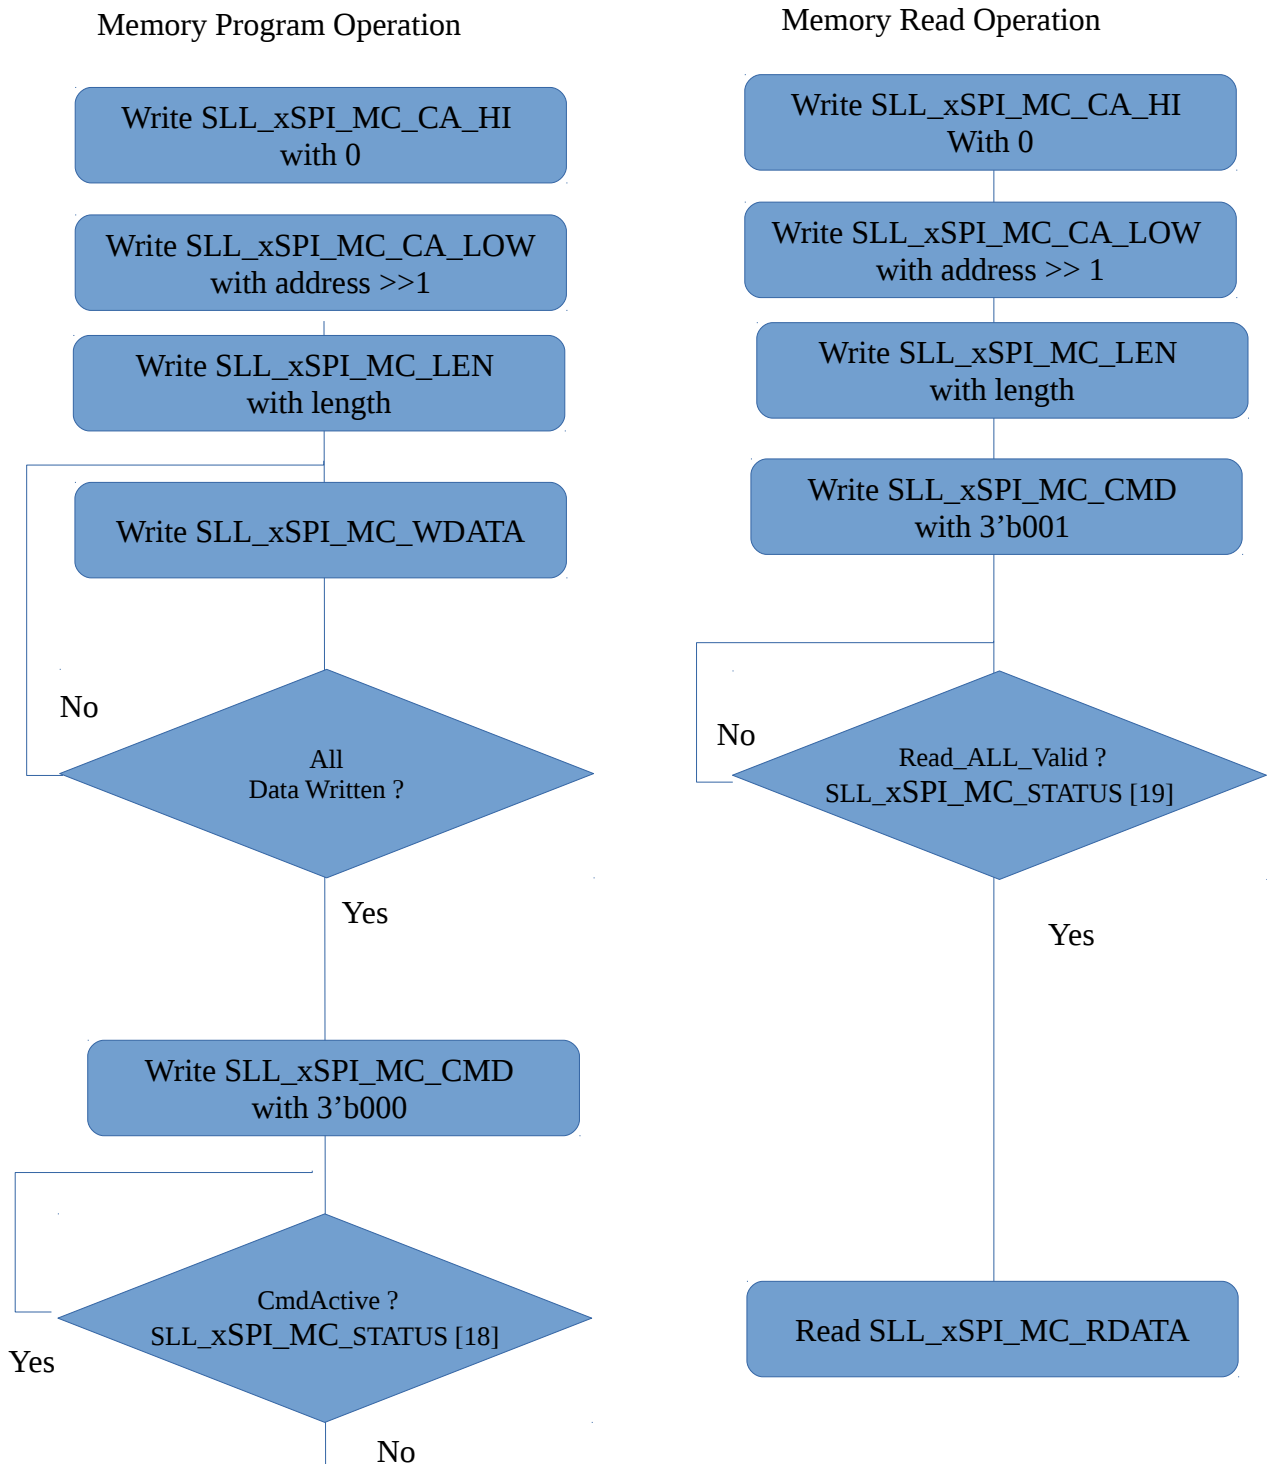 Memory Program Operation
Write SLL_xSPI_MC_CA_HI
with 0
Write SLL_xSPI_MC_CA_LOW
with address >>1
Write SLL_xSPI_MC_LEN
with length
Write SLL_xSPI_MC_WDATA
No
All
Data Written ?
Yes
Write SLL_xSPI_MC_CMD
with 3’b000
CmdActive ?
SLL_xSPI_MC_STATUS [18]
Yes
No
Memory Read Operation
Write SLL_xSPI_MC_CA_HI
With 0
Write SLL_xSPI_MC_CA_LOW
with address >> 1
Write SLL_xSPI_MC_LEN
with length
Write SLL_xSPI_MC_CMD
with 3’b001
No
Read_ALL_Valid ?
SLL_xSPI_MC_STATUS [19]
Yes
Read SLL_xSPI_MC_RDATA